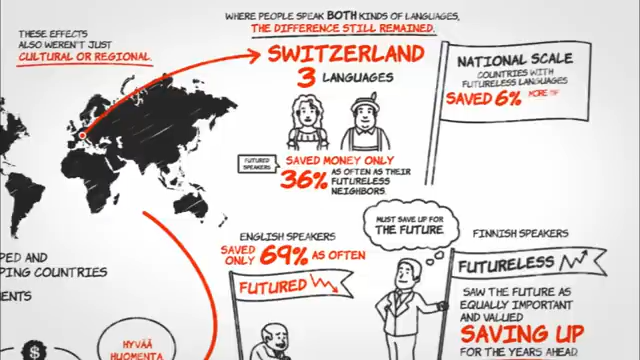 THESE EFFECTS
ALSO WEREN'T JUST
CULTURAL OR REGIONAL.
WHERE PEOPLE SPEAK BOTH KINDS OF LANGUAGES,
THE DIFFERENCE STILL REMAINED.
SWITZERLAND
3 LANGUAGES
FUTURED
SPEAKERS
SAVED MONEY ONLY
36% AS OFTEN AS THEIR
FUTURELESS
NEIGHBORS.
NATIONAL SCALE
COUNTRIES WITH
FUTURELESS LANGUAGES
SAVED 6% MORE OF
PED AND
PING COUNTRIES
ENTS
HYVÄÄ
HUOMENTA
$
ENGLISH SPEAKERS
SAVED
ONLY 69% AS OFTEN
FUTURED
MUST SAVE UP FOR
THE FUTURE
FINNISH SPEAKERS
FUTURELESS
SAW THE FUTURE AS
EQUALLY IMPORTANT
AND VALUED
SAVING UP
FOR THE YEARS AHEAD